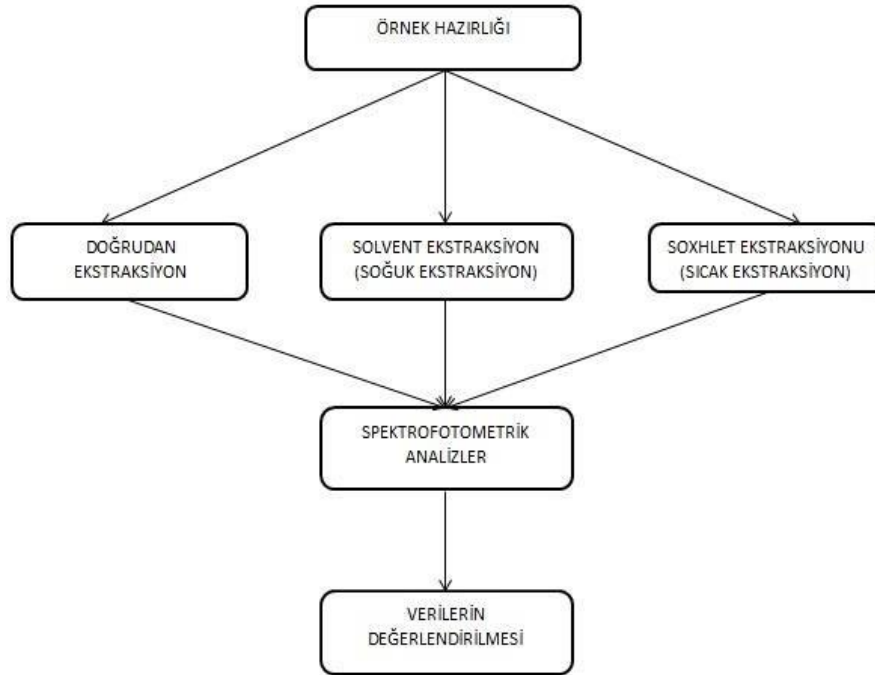 ÖRNEK HAZIRLIĞI
DOĞRUDAN
EKSTRAKSİYON
SOLVENT EKSTRAKSİYON
(SOĞUK EKSTRAKSİYON)
SOXHLET EKSTRAKSİYONU
(SICAK EKSTRAKSİYON)
SPEKTROFOTOMETRİK
ANALİZLER
VERİLERİN
DEĞERLENDİRİLMESİ